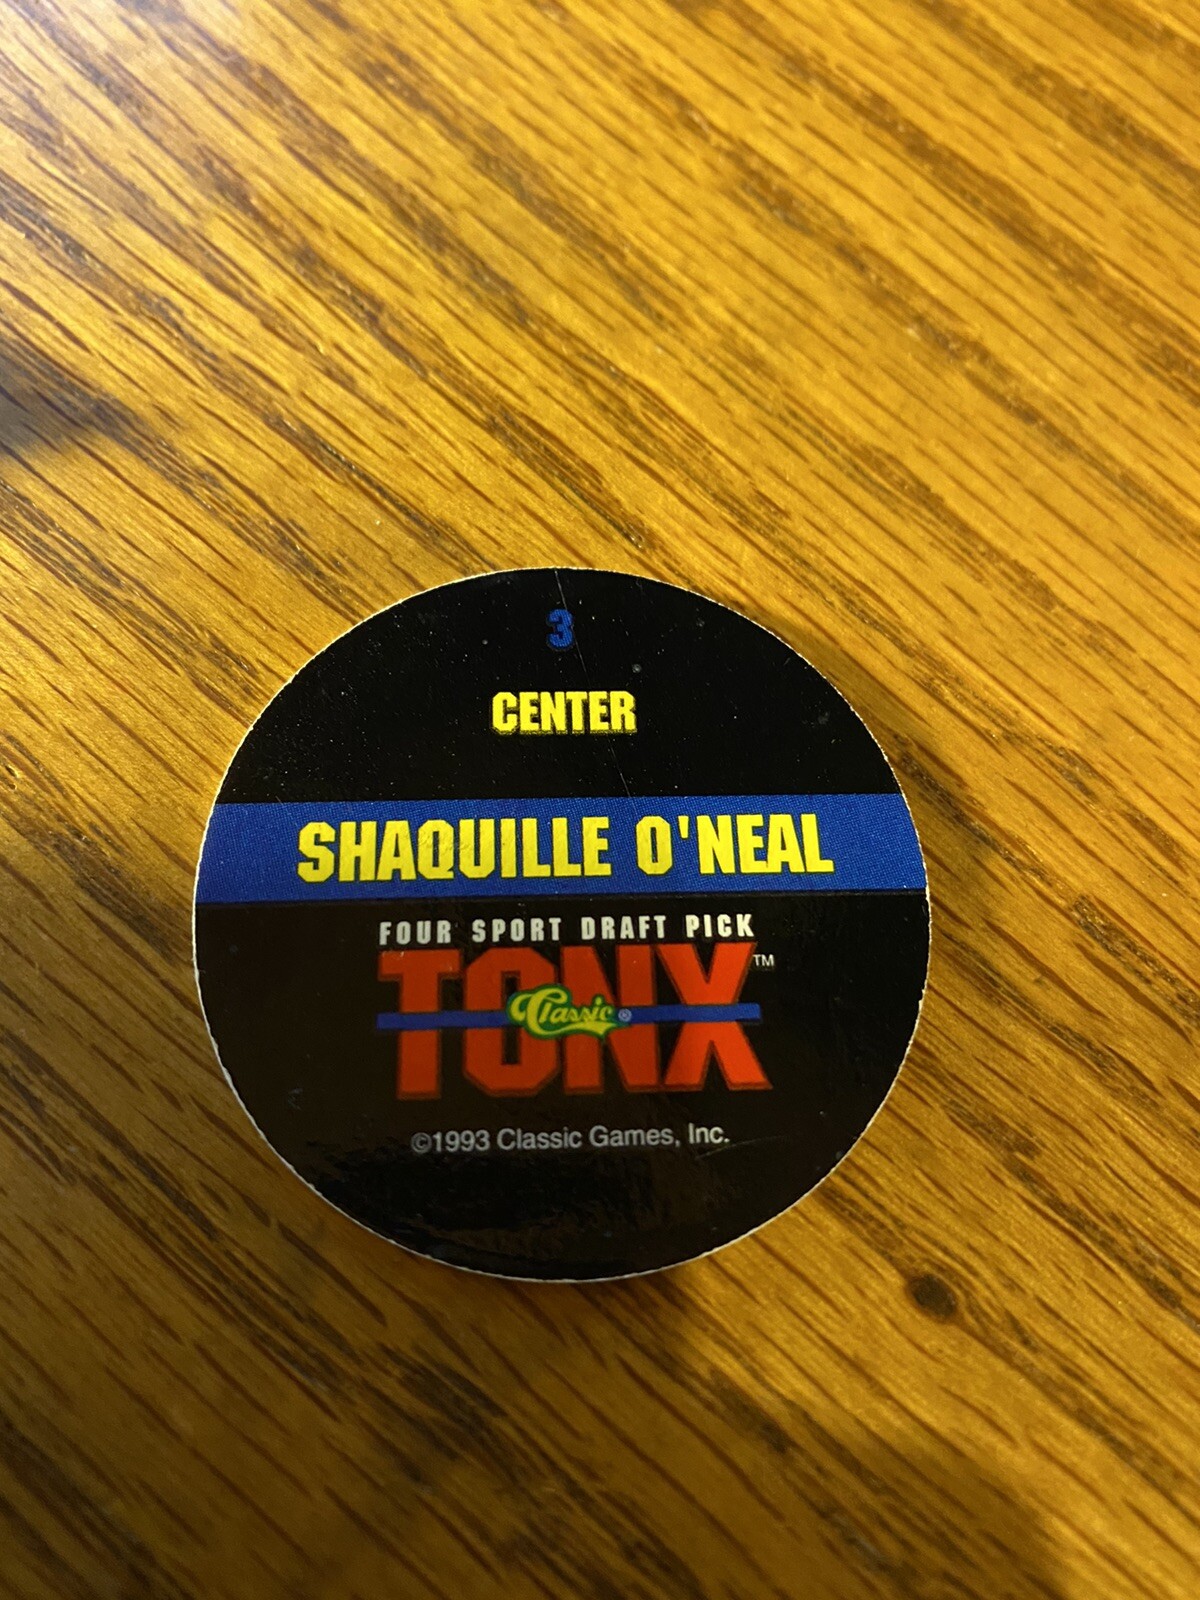 3
CENTER
SHAQUILLE O'NEAL
FOUR SPORT DRAFT PICK
TONX™
Classic®
©1993 Classic Games, Inc.